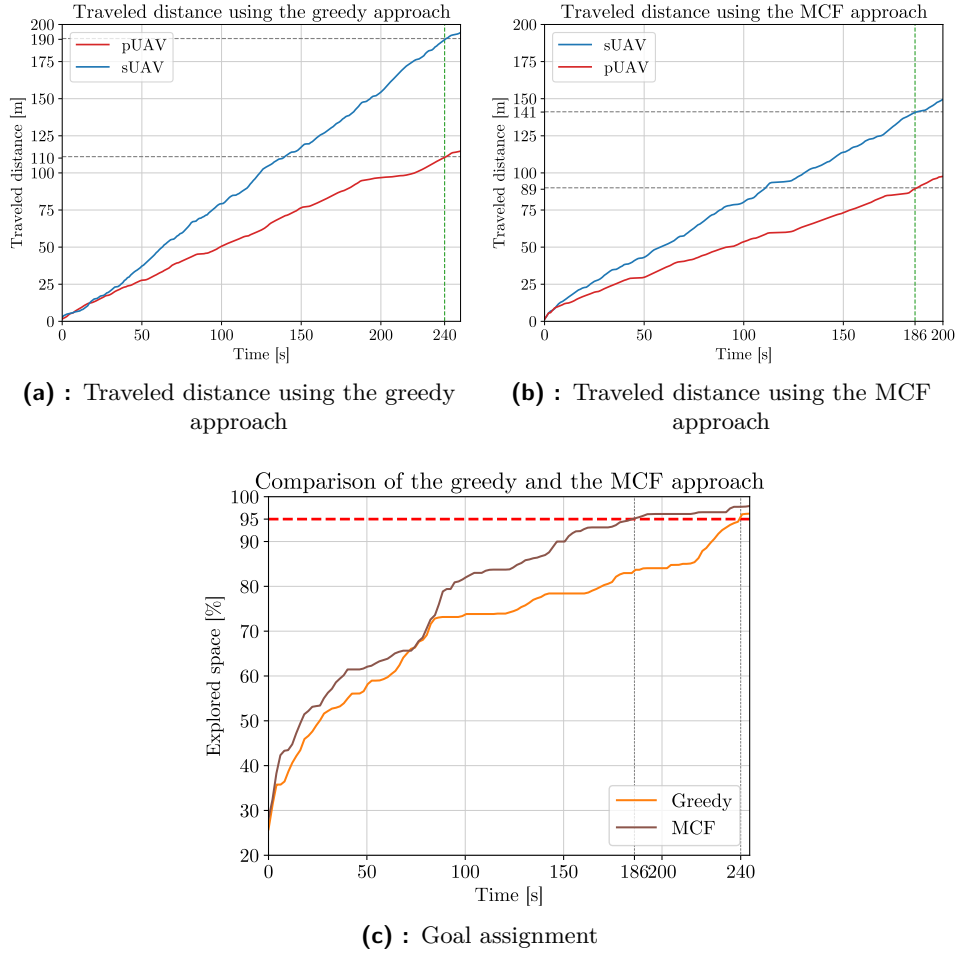 Traveled distance using the greedy approach
Traveled distance [m]
200
190
175
150
125
110
100
75
50
25
0
pUAV
sUAV
0 50 100 150 200 240
Time [s]
(a) : Traveled distance using the greedy
approach
Traveled distance using the MCF approach
Traveled distance [m]
200
175
150
141
125
100
89
75
50
25
0
sUAV
pUAV
0 50 100 150 186 200
Time [s]
(b) : Traveled distance using the MCF
approach
Comparison of the greedy and the MCF approach
Explored space [%]
100
95
90
80
70
60
50
40
30
20
Greedy
MCF
0 50 100 150 186 200 240
Time [s]
(c) : Goal assignment